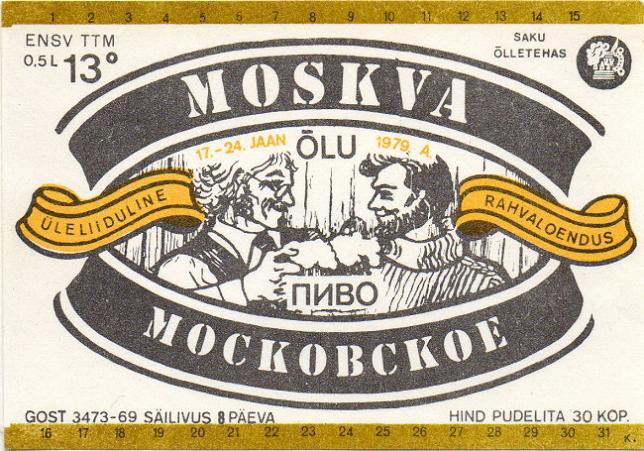 1 2 3 4 5 6 7 8 9 10 11 12 13 14 15
ENSV TTM
0,5 L 13°
SAKU
ÕLLETEHAS
MOSKVA
17.-24. JAAN ÕLU 1979. A.
ÜLELIIDULINE
RAHVALOENDUS
ПИВО
МОСКОВСКОЕ
GOST 3473-69 SÄILIVUS 8 PÄEVA
HIND PUDELITA 30 KOP.
16 17 18 19 20 21 22 23 24 25 26 27 28 29 30 31 K.